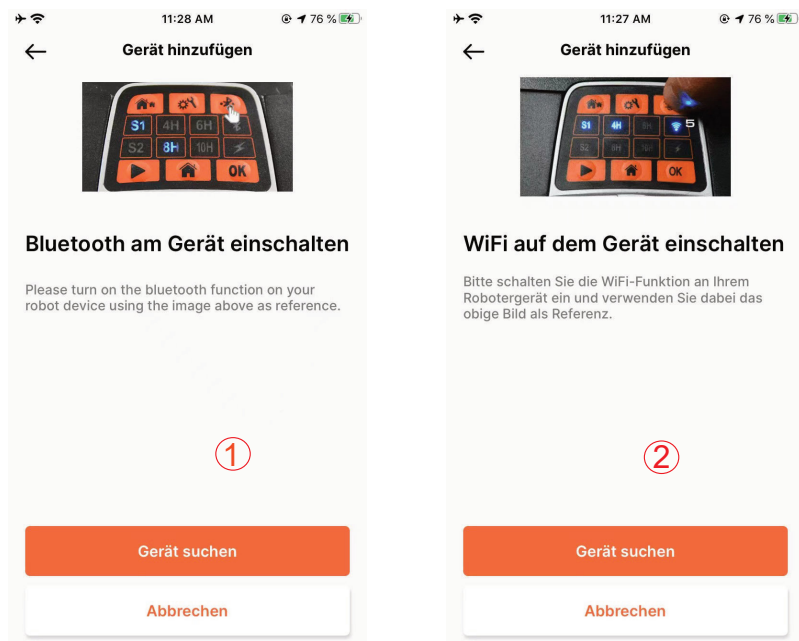 11:28 AM
76 %
Gerät hinzufügen
S1 4H 6H
S2 8H 10H
OK
Bluetooth am Gerät einschalten
Please turn on the bluetooth function on your
robot device using the image above as reference.
1
Gerät suchen
Abbrechen
11:27 AM
76 %
Gerät hinzufügen
S1 4H 5
S2 8H 10H
OK
WiFi auf dem Gerät einschalten
Bitte schalten Sie die WiFi-Funktion an Ihrem
Robotergerät ein und verwenden Sie dabei das
obige Bild als Referenz.
2
Gerät suchen
Abbrechen